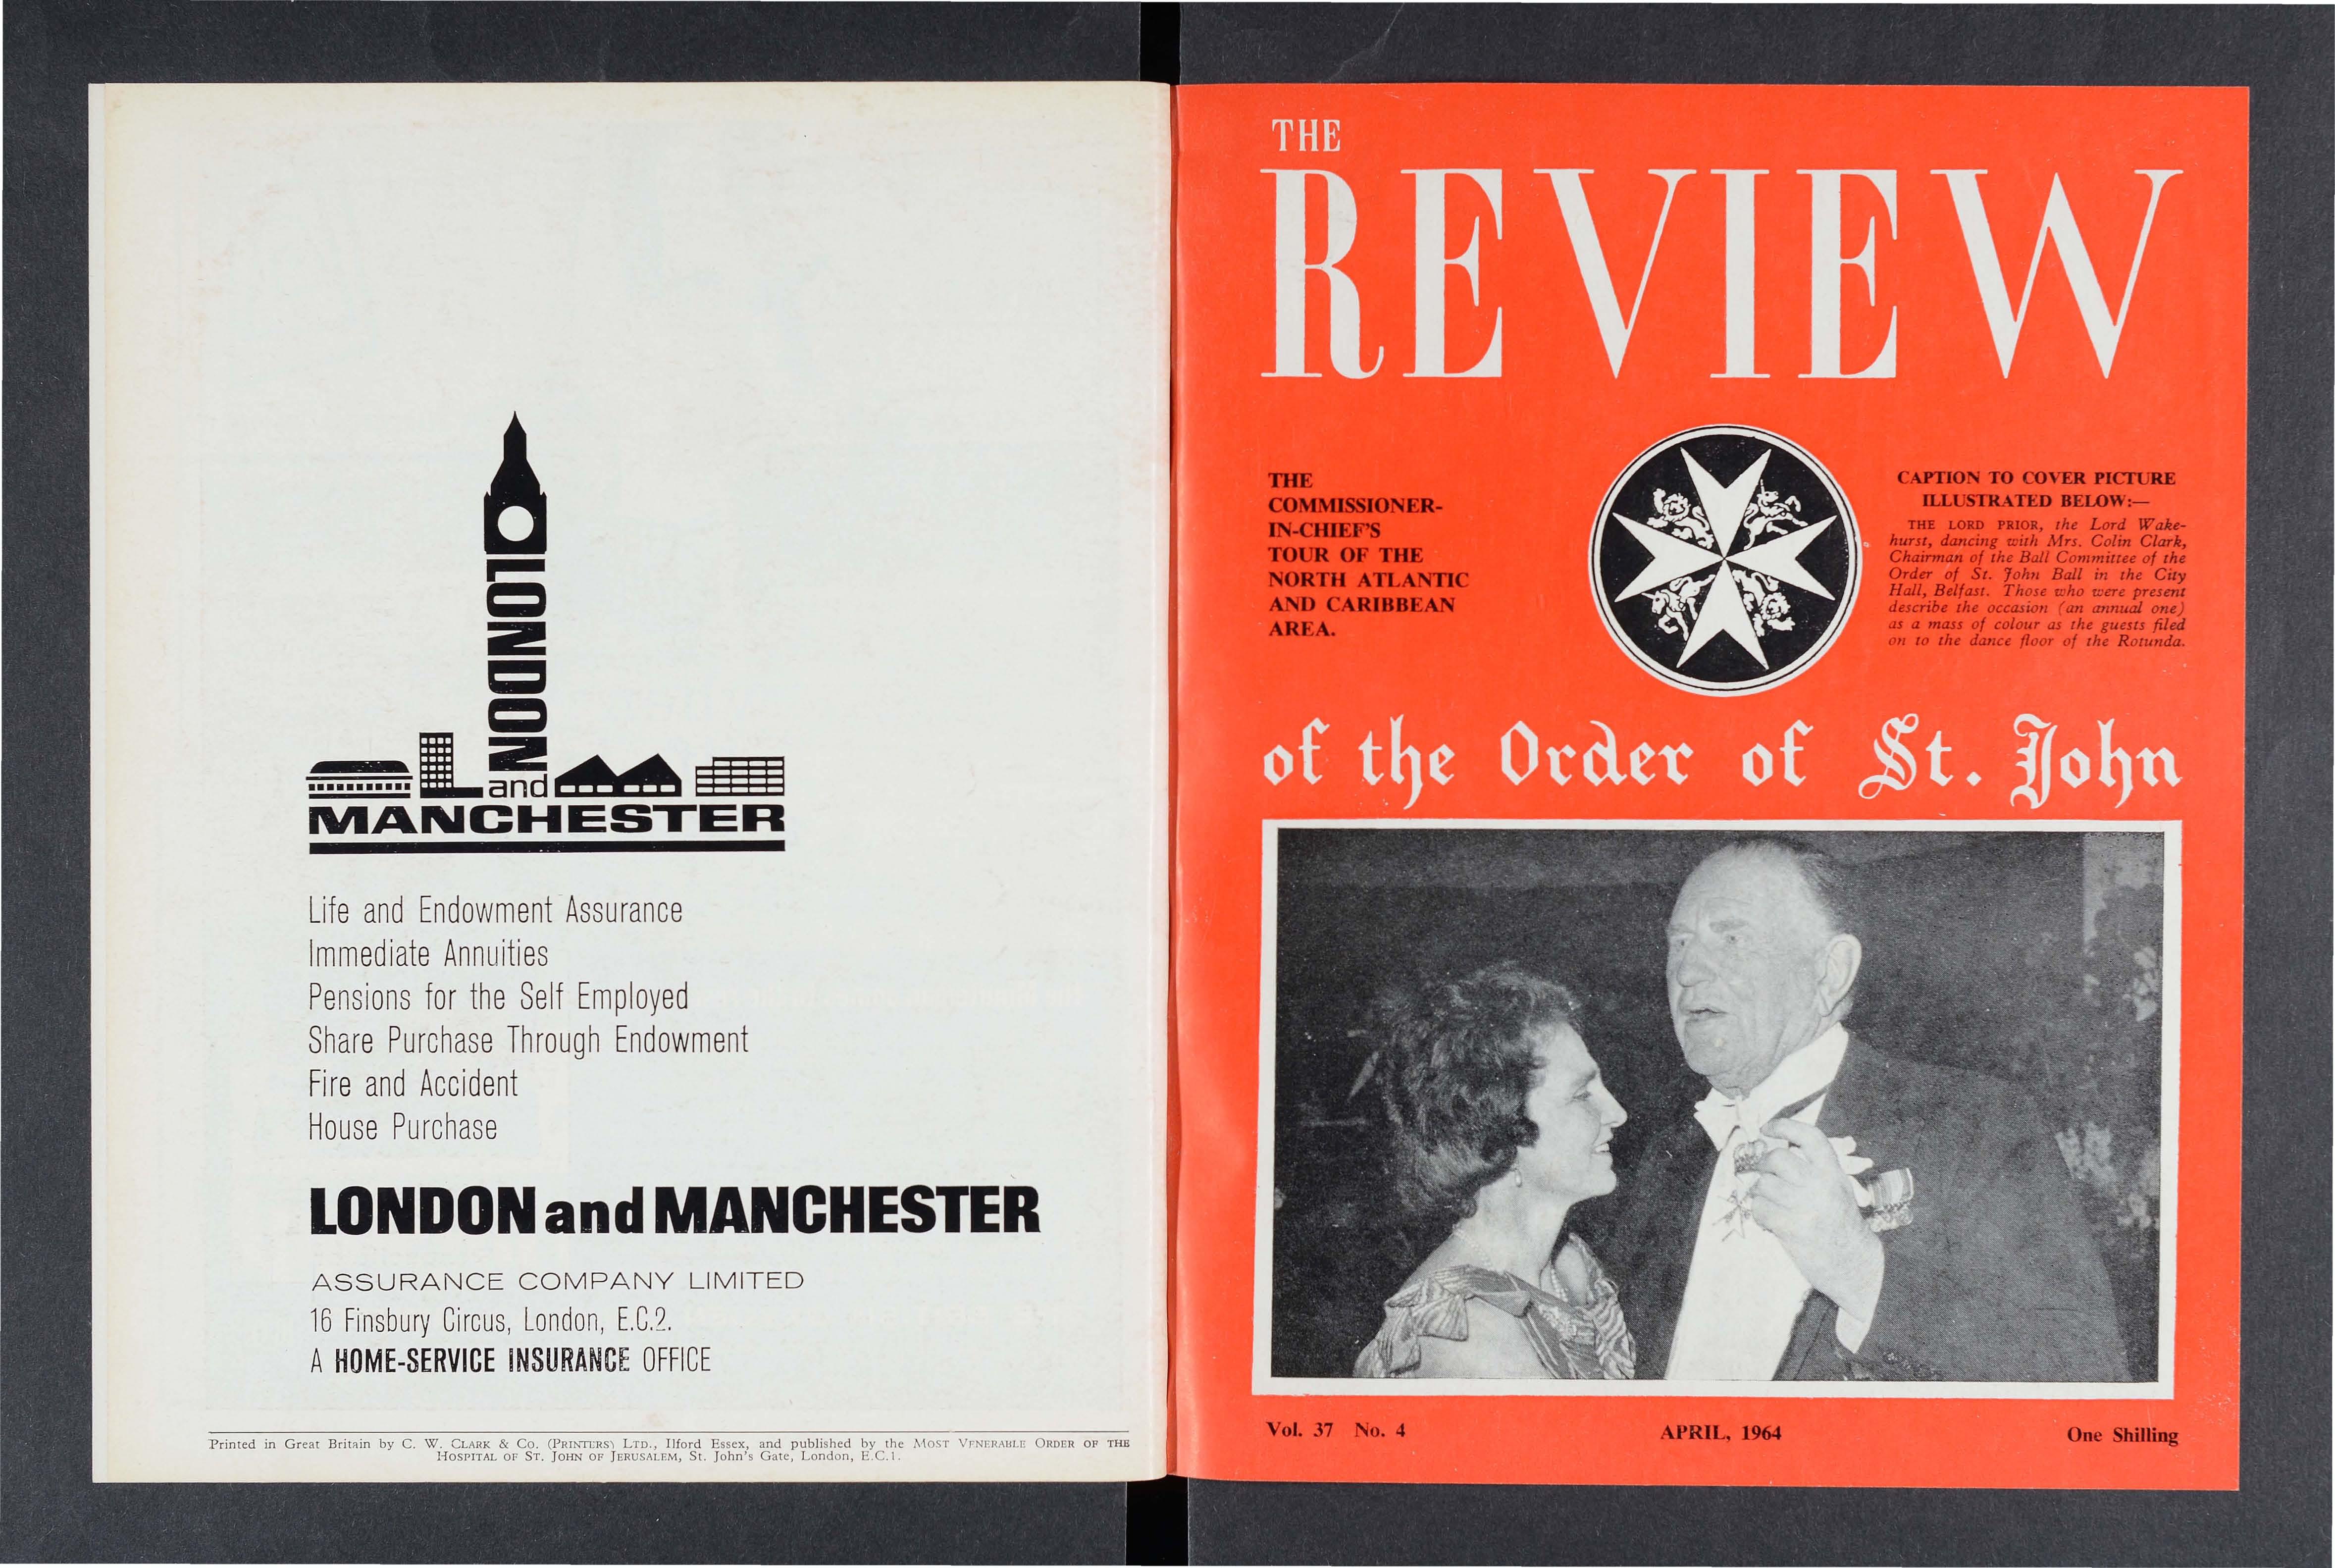 LONDON
and
MANCHESTER
Life and Endowment Assurance
Immediate Annuities
Pensions for the Self Employed
Share Purchase Through Endowment
Fire and Accident
House Purchase
LONDON and MANCHESTER
ASSURANCE COMPANY LIMITED
16 Finsbury Circus, London, E.C.2.
A HOME-SERVICE INSURANCE OFFICE
Printed in Great Britain by C. W. CLARK & CO. (PRINTERS) LTD., Ilford Essex, and published by the MOST VENERABLE ORDER OF THE
HOSPITAL OF ST. JOHN OF JERUSALEM, St. John's Gate, London, E.C.1.
THE
REVIEW
THE
COMMISSIONER-
IN-CHIEF'S
TOUR OF THE
NORTH ATLANTIC
AND CARIBBEAN
AREA.
CAPTION TO COVER PICTURE
ILLUSTRATED BELOW:—
THE LORD PRIOR, the Lord Wake-
hurst, dancing with Mrs. Colin Clark,
Chairman of the Ball Committee of the
Order of St. John Ball in the City
Hall, Belfast. Those who were present
describe the occasion (an annual one)
as a mass of colour as the guests filed
on to the dance floor of the Rotunda.
of the Order of St. John
Vol. 37 No. 4
APRIL, 1964
One Shilling